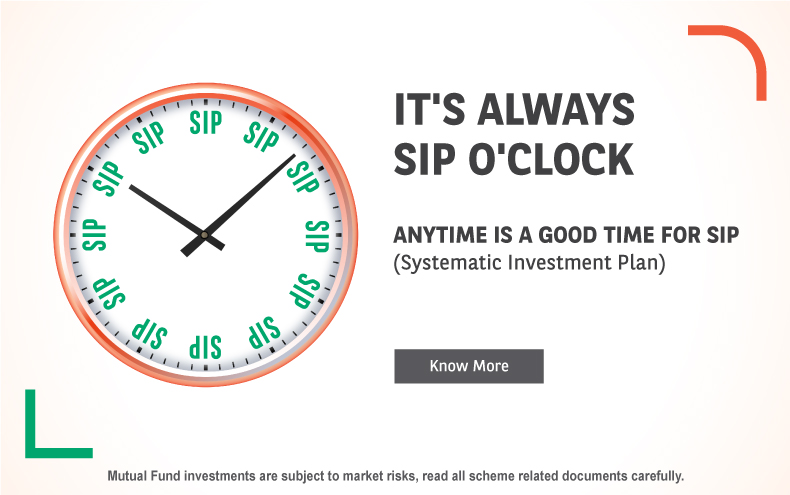 SIP
SIP
SIP
SIP
SIP
SIP
SIP
SIP
SIP
SIP
SIP
SIP
IT'S ALWAYS
SIP O'CLOCK
ANYTIME IS A GOOD TIME FOR SIP
(Systematic Investment Plan)
Know More
Mutual Fund investments are subject to market risks, read all scheme related documents carefully.